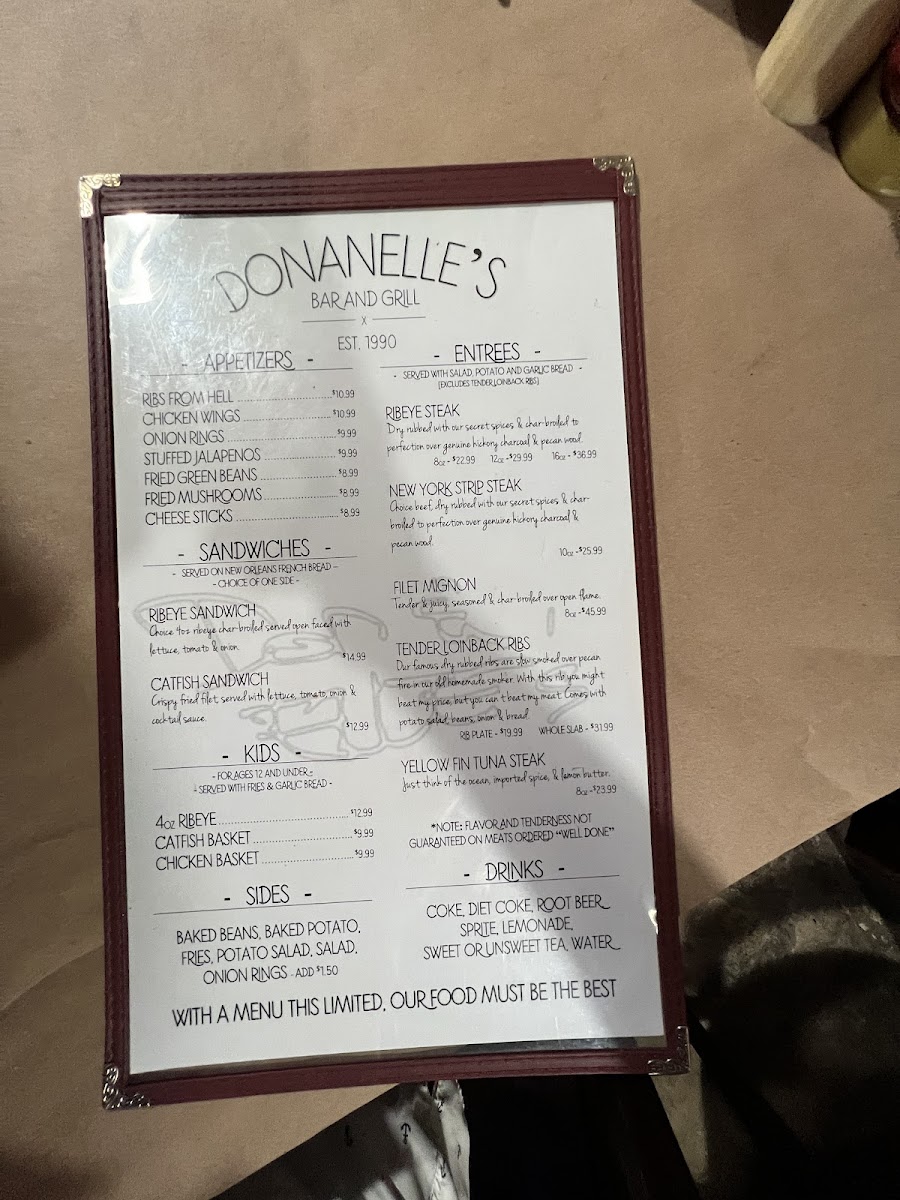 DONANELLE'S
BAR AND GRILL
X
EST. 1990
- APPETIZERS -
RIBS FROM HELL ........ $10.99
CHICKEN WINGS ........ $10.99
ONION RINGS ........ $9.99
STUFFED JALAPENOS ........ $9.99
FRIED GREEN BEANS ........ $8.99
FRIED MUSHROOMS ........ $8.99
CHEESE STICKS ........ $8.99
- SANDWICHES -
- SERVED ON NEW ORLEANS FRENCH BREAD -
- CHOICE OF ONE SIDE -
RIBEYE SANDWICH
Choice 4oz ribeye char-broiled served open faced with
lettuce, tomato & onion.
$14.99
CATFISH SANDWICH
Crispy fried filet, served with lettuce, tomato, onion &
cocktail sauce.
$12.99
- KIDS -
- FOR AGES 12 AND UNDER -
- SERVED WITH FRIES & GARLIC BREAD -
4oz RIBEYE ........ $12.99
CATFISH BASKET ........ $9.99
CHICKEN BASKET ........ $9.99
- SIDES -
BAKED BEANS, BAKED POTATO,
FRIES, POTATO SALAD, SALAD,
ONION RINGS - ADD $1.50
- ENTREES -
- SERVED WITH SALAD, POTATO AND GARLIC BREAD -
[EXCLUDES TENDER LOINBACK RIBS]
RIBEYE STEAK
Dry rubbed with our secret spices & char-broiled to
perfection over genuine hickory charcoal & pecan wood.
8oz - $22.99 12oz - $29.99 16oz - $36.99
NEW YORK STRIP STEAK
Choice beef, dry rubbed with our secret spices & char-
broiled to perfection over genuine hickory charcoal &
pecan wood.
10oz - $25.99
FILET MIGNON
Tender & juicy, seasoned & char-broiled over open flame.
8oz - $45.99
TENDER LOINBACK RIBS
Our famous dry rubbed ribs are slow smoked over pecan
fire in our old homemade smoker. With this rib you might
beat my price, but you can't beat my meat. Comes with
potato salad, beans, onion & bread.
RIB PLATE - $19.99 WHOLE SLAB - $31.99
YELLOW FIN TUNA STEAK
Just think of the ocean, imported spice, & lemon butter.
8oz - $23.99
*NOTE: FLAVOR AND TENDERNESS NOT
GUARANTEED ON MEATS ORDERED "WELL DONE"
- DRINKS -
COKE, DIET COKE, ROOT BEER
SPRITE, LEMONADE,
SWEET OR UNSWEET TEA, WATER
WITH A MENU THIS LIMITED, OUR FOOD MUST BE THE BEST